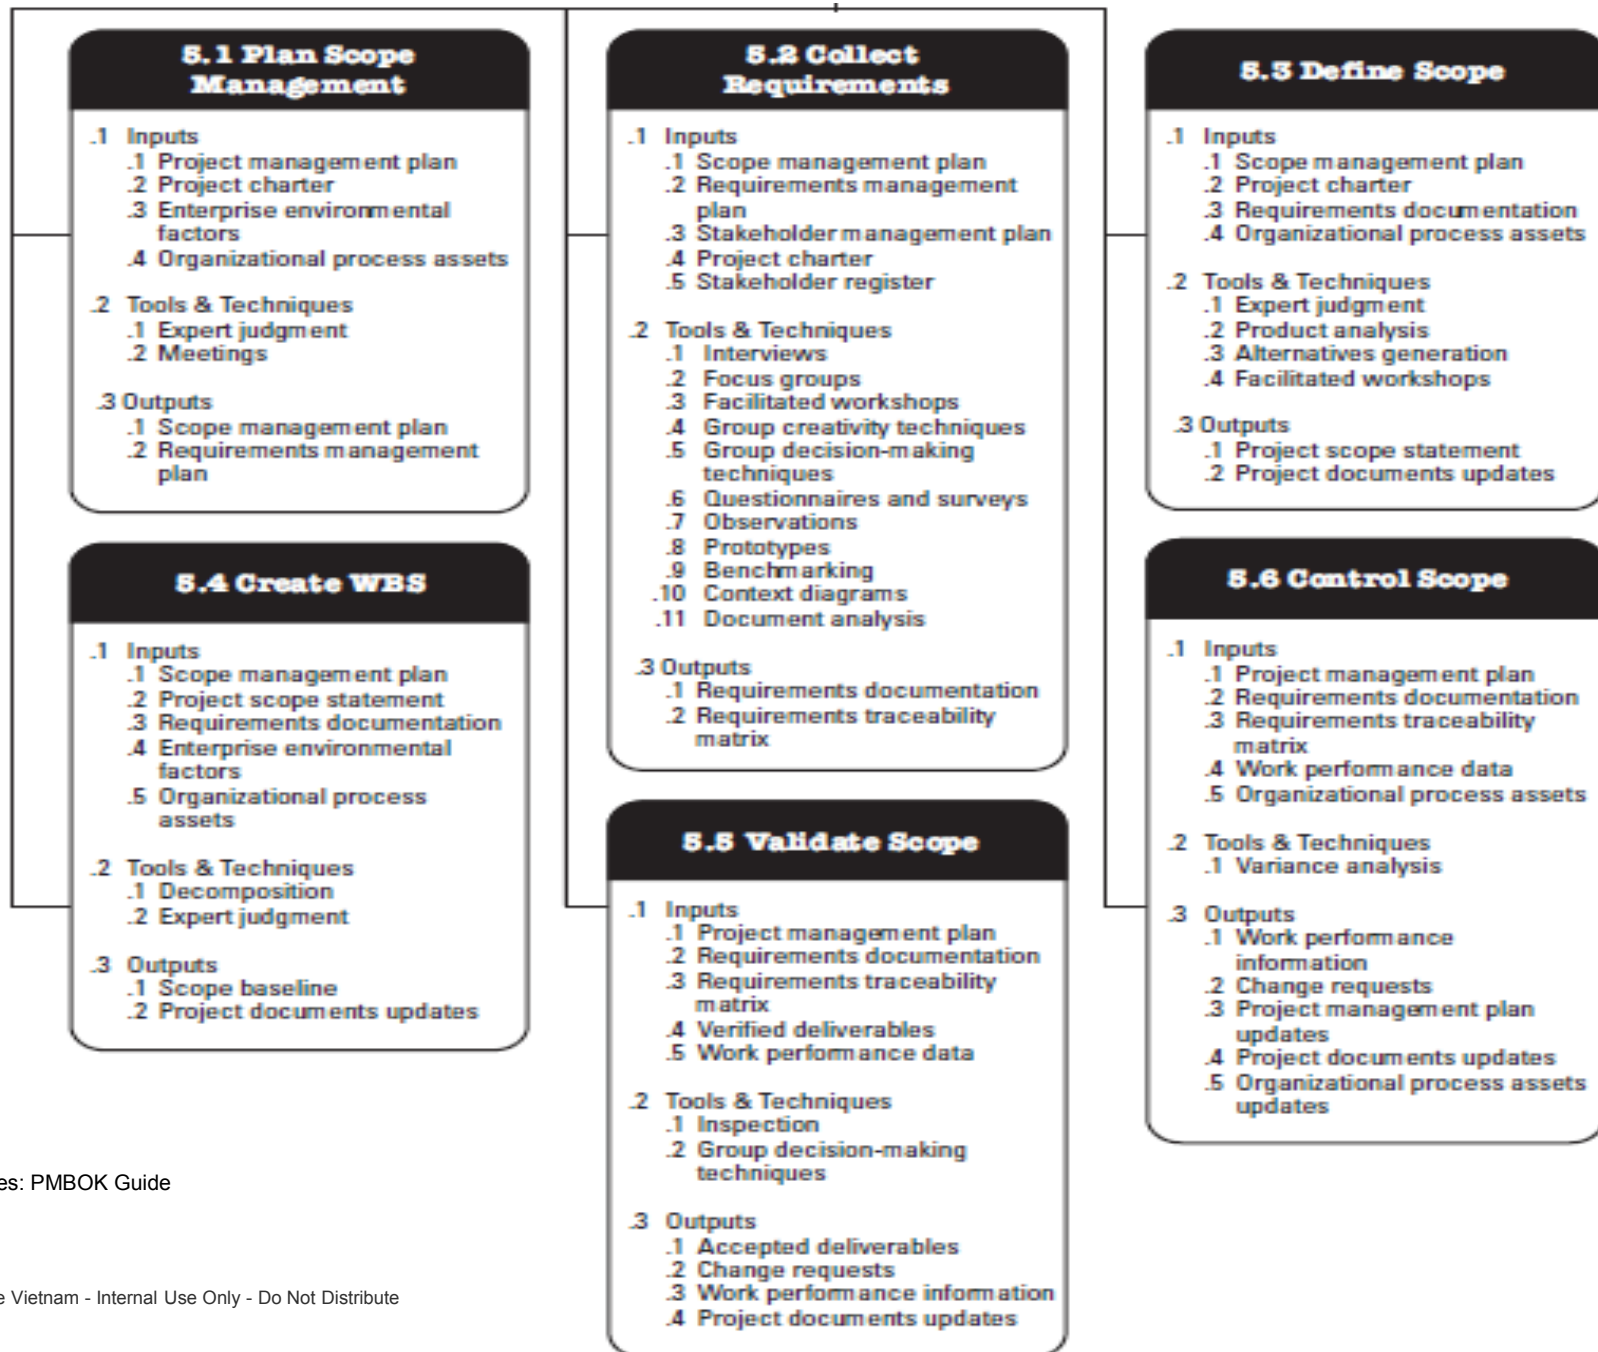 5.1 Plan Scope
Management
.1 Inputs
.1 Project management plan
.2 Project charter
.3 Enterprise environmental
factors
.4 Organizational process assets
.2 Tools & Techniques
.1 Expert judgment
.2 Meetings
.3 Outputs
.1 Scope management plan
.2 Requirements management
plan
5.2 Collect
Requirements
.1 Inputs
.1 Scope management plan
.2 Requirements management
plan
.3 Stakeholder management plan
.4 Project charter
.5 Stakeholder register
.2 Tools & Techniques
.1 Interviews
.2 Focus groups
.3 Facilitated workshops
.4 Group creativity techniques
.5 Group decision-making
techniques
.6 Questionnaires and surveys
.7 Observations
.8 Prototypes
.9 Benchmarking
.10 Context diagrams
.11 Document analysis
.3 Outputs
.1 Requirements documentation
.2 Requirements traceability
matrix
5.3 Define Scope
.1 Inputs
.1 Scope management plan
.2 Project charter
.3 Requirements documentation
.4 Organizational process assets
.2 Tools & Techniques
.1 Expert judgment
.2 Product analysis
.3 Alternatives generation
.4 Facilitated workshops
.3 Outputs
.1 Project scope statement
.2 Project documents updates
5.4 Create WBS
.1 Inputs
.1 Scope management plan
.2 Project scope statement
.3 Requirements documentation
.4 Enterprise environmental
factors
.5 Organizational process
assets
.2 Tools & Techniques
.1 Decomposition
.2 Expert judgment
.3 Outputs
.1 Scope baseline
.2 Project documents updates
5.5 Validate Scope
.1 Inputs
.1 Project management plan
.2 Requirements documentation
.3 Requirements traceability
matrix
.4 Verified deliverables
.5 Work performance data
.2 Tools & Techniques
.1 Inspection
.2 Group decision-making
techniques
.3 Outputs
.1 Accepted deliverables
.2 Change requests
.3 Work performance information
.4 Project documents updates
5.6 Control Scope
.1 Inputs
.1 Project management plan
.2 Requirements documentation
.3 Requirements traceability
matrix
.4 Work performance data
.5 Organizational process assets
.2 Tools & Techniques
.1 Variance analysis
.3 Outputs
.1 Work performance
information
.2 Change requests
.3 Project management plan
updates
.4 Project documents updates
.5 Organizational process assets
updates
es: PMBOK Guide
e Vietnam - Internal Use Only - Do Not Distribute